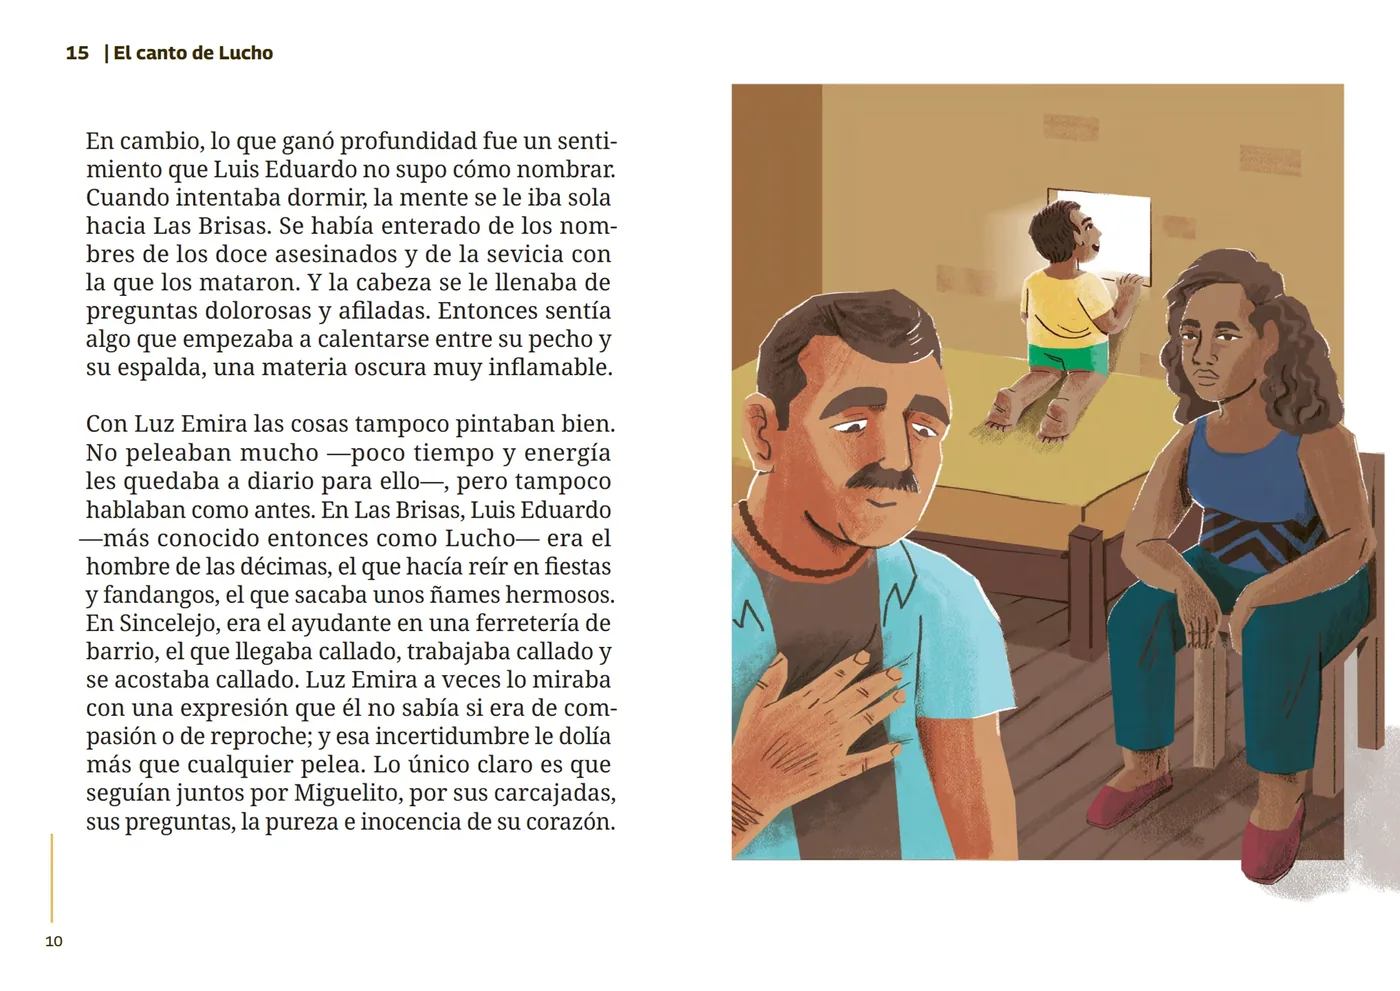 15 | El canto de Lucho
En cambio, lo que ganó profundidad fue un senti-
miento que Luis Eduardo no supo cómo nombrar.
Cuando intentaba dormir, la mente se le iba sola
hacia Las Brisas. Se había enterado de los nom-
bres de los doce asesinados y de la sevicia con
la que los mataron. Y la cabeza se le llenaba de
preguntas dolorosas y afiladas. Entonces sentía
algo que empezaba a calentarse entre su pecho y
su espalda, una materia oscura muy inflamable.
Con Luz Emira las cosas tampoco pintaban bien.
No peleaban mucho —poco tiempo y energía
les quedaba a diario para ello—, pero tampoco
hablaban como antes. En Las Brisas, Luis Eduardo
—más conocido entonces como Lucho— era el
hombre de las décimas, el que hacía reír en fiestas
y fandangos, el que sacaba unos ñames hermosos.
En Sincelejo, era el ayudante en una ferretería de
barrio, el que llegaba callado, trabajaba callado y
se acostaba callado. Luz Emira a veces lo miraba
con una expresión que él no sabía si era de com-
pasión o de reproche; y esa incertidumbre le dolía
más que cualquier pelea. Lo único claro es que
seguían juntos por Miguelito, por sus carcajadas,
sus preguntas, la pureza e inocencia de su corazón.
10